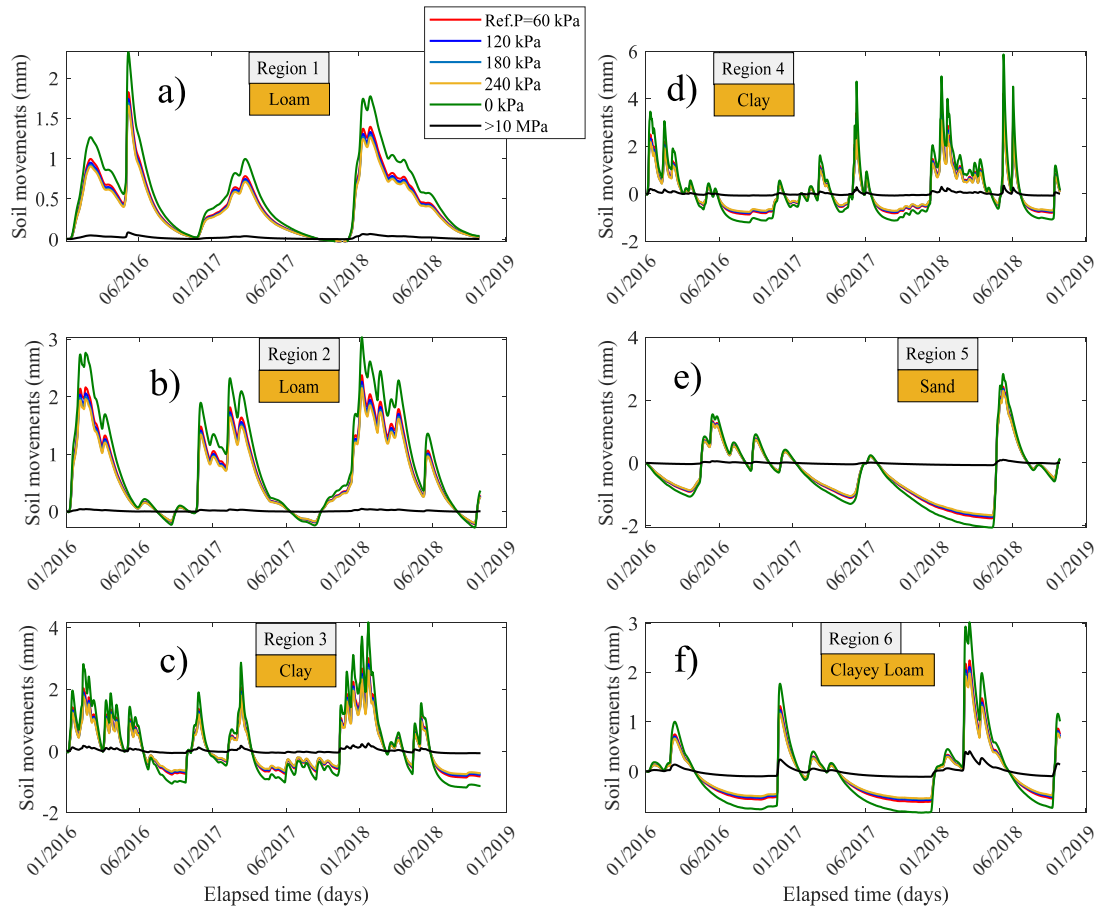 Ref.P=60 kPa
120 kPa
180 kPa
240 kPa
0 kPa
>10 MPa
a)
Region 1
Loam
Soil movements (mm)
2
1.5
1
0.5
0
06/2016
01/2017
06/2017
01/2018
06/2018
01/2019
d)
Region 4
Clay
Soil movements (mm)
6
4
2
0
-2
01/2016
06/2016
01/2017
06/2017
01/2018
06/2018
01/2019
b)
Region 2
Loam
Soil movements (mm)
3
2
1
0
01/2016
06/2016
01/2017
06/2017
01/2018
06/2018
01/2019
e)
Region 5
Sand
Soil movements (mm)
4
2
0
-2
01/2016
06/2016
01/2017
06/2017
01/2018
06/2018
01/2019
c)
Region 3
Clay
Soil movements (mm)
4
2
0
-2
01/2016
06/2016
01/2017
06/2017
01/2018
06/2018
01/2019
Elapsed time (days)
f)
Region 6
Clayey Loam
Soil movements (mm)
3
2
1
0
01/2016
06/2016
01/2017
06/2017
01/2018
06/2018
01/2019
Elapsed time (days)